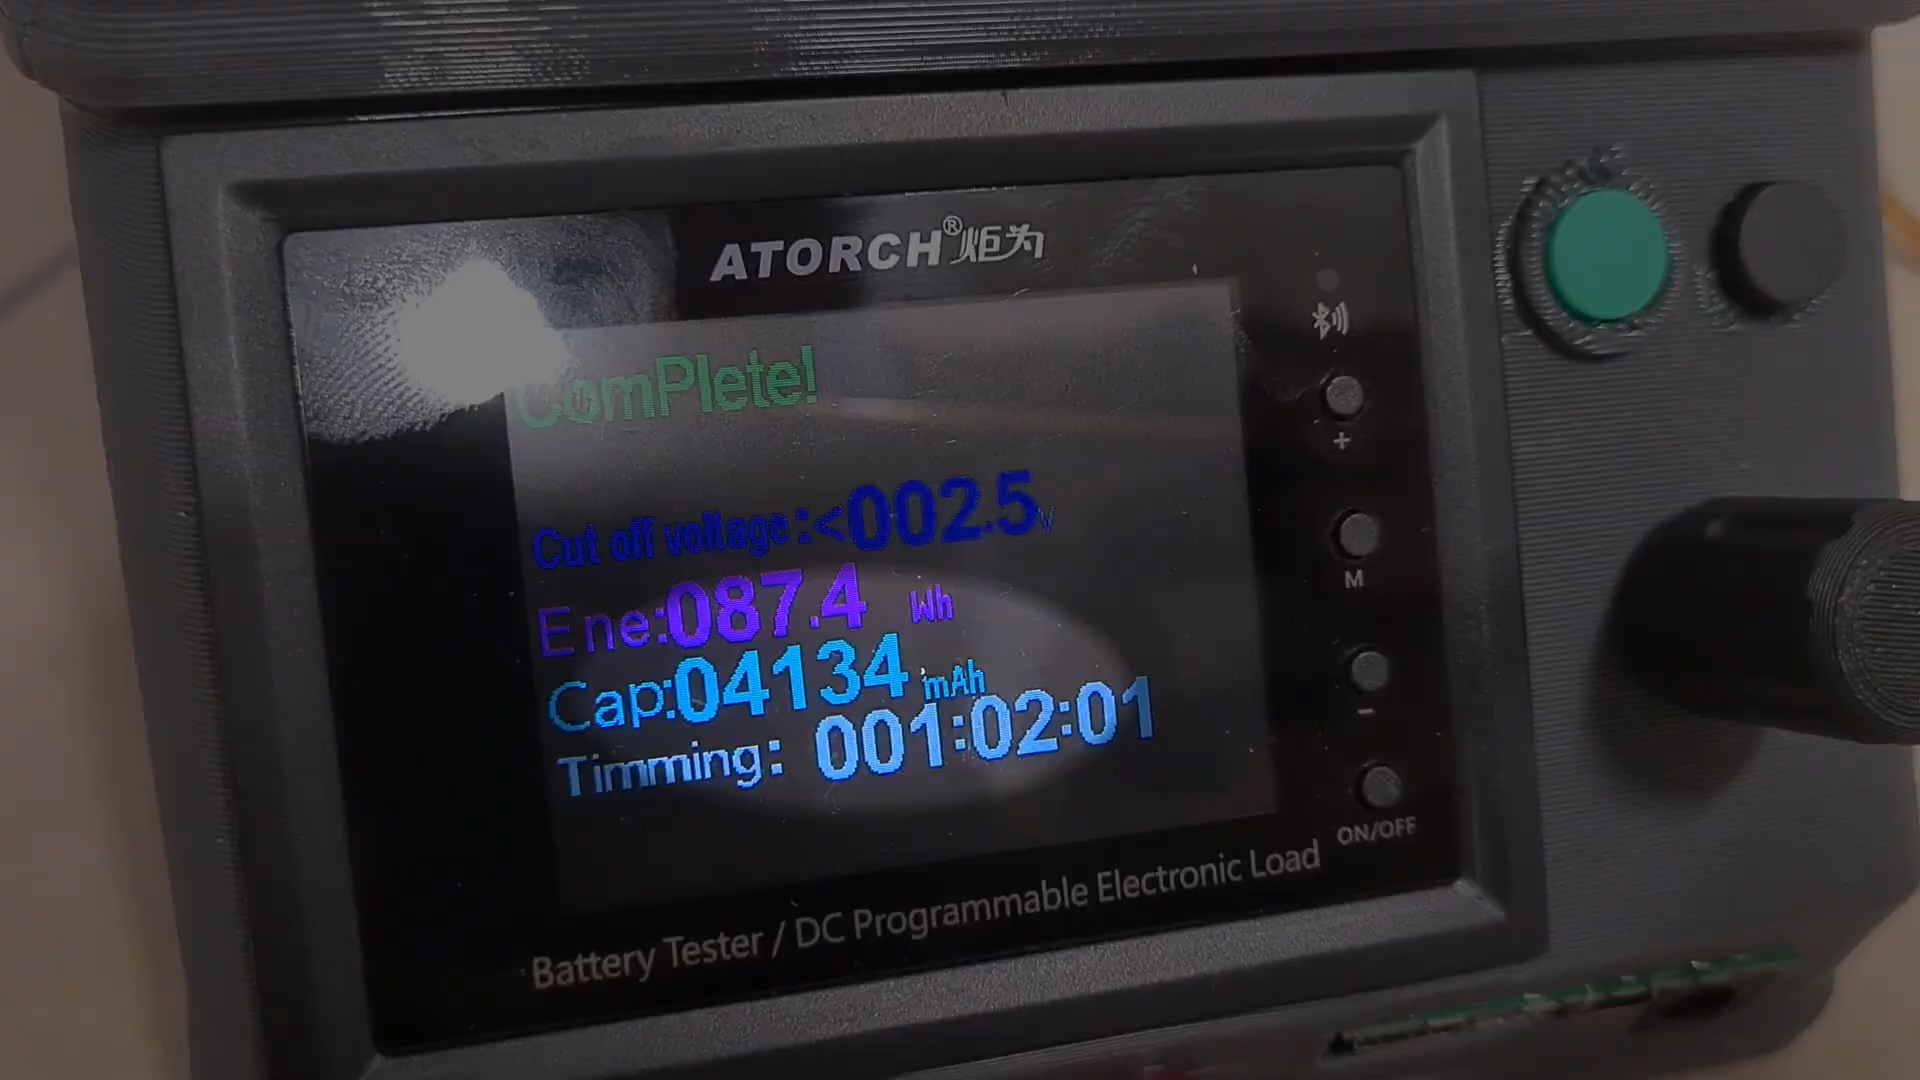 ATORCH®炬为
ComPlete!
Cut off voltage:<002.5V
Ene:087.4 Wh
Cap:04134 mAh
Timming: 001:02:01
+
M
-
ON/OFF
Battery Tester / DC Programmable Electronic Load